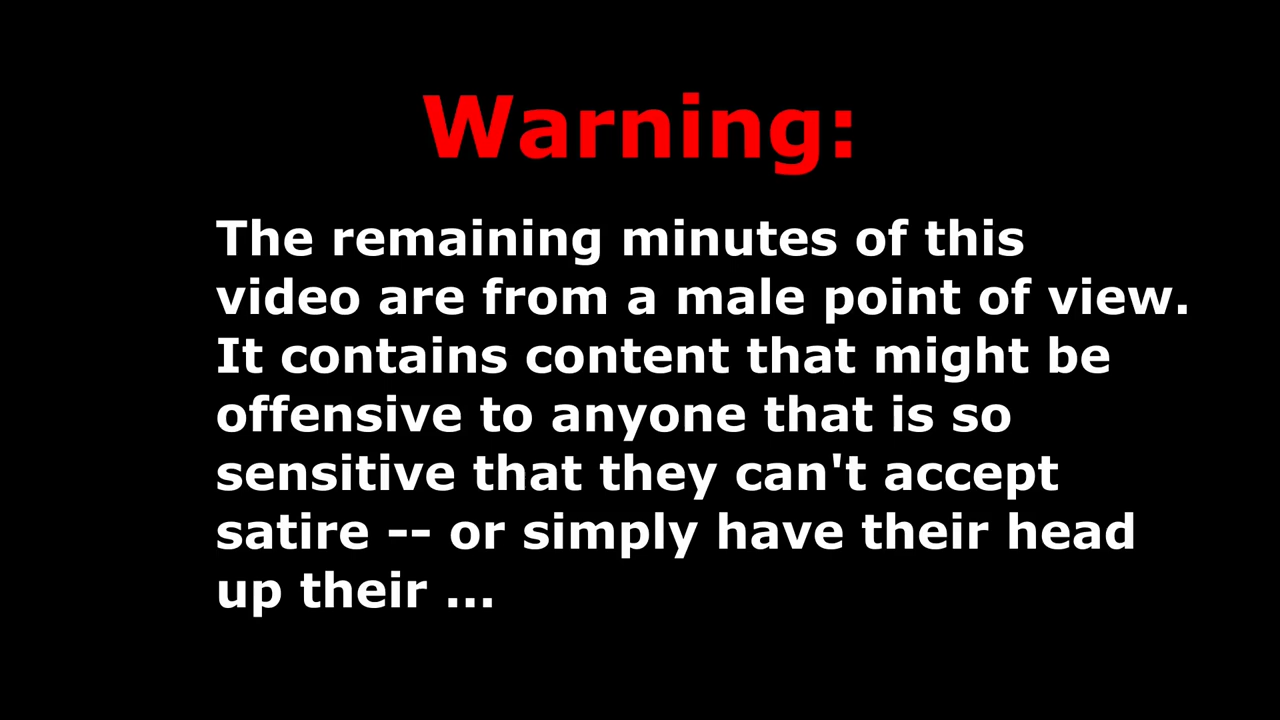 Warning:
The remaining minutes of this
video are from a male point of view.
It contains content that might be
offensive to anyone that is so
sensitive that they can't accept
satire -- or simply have their head
up their ...